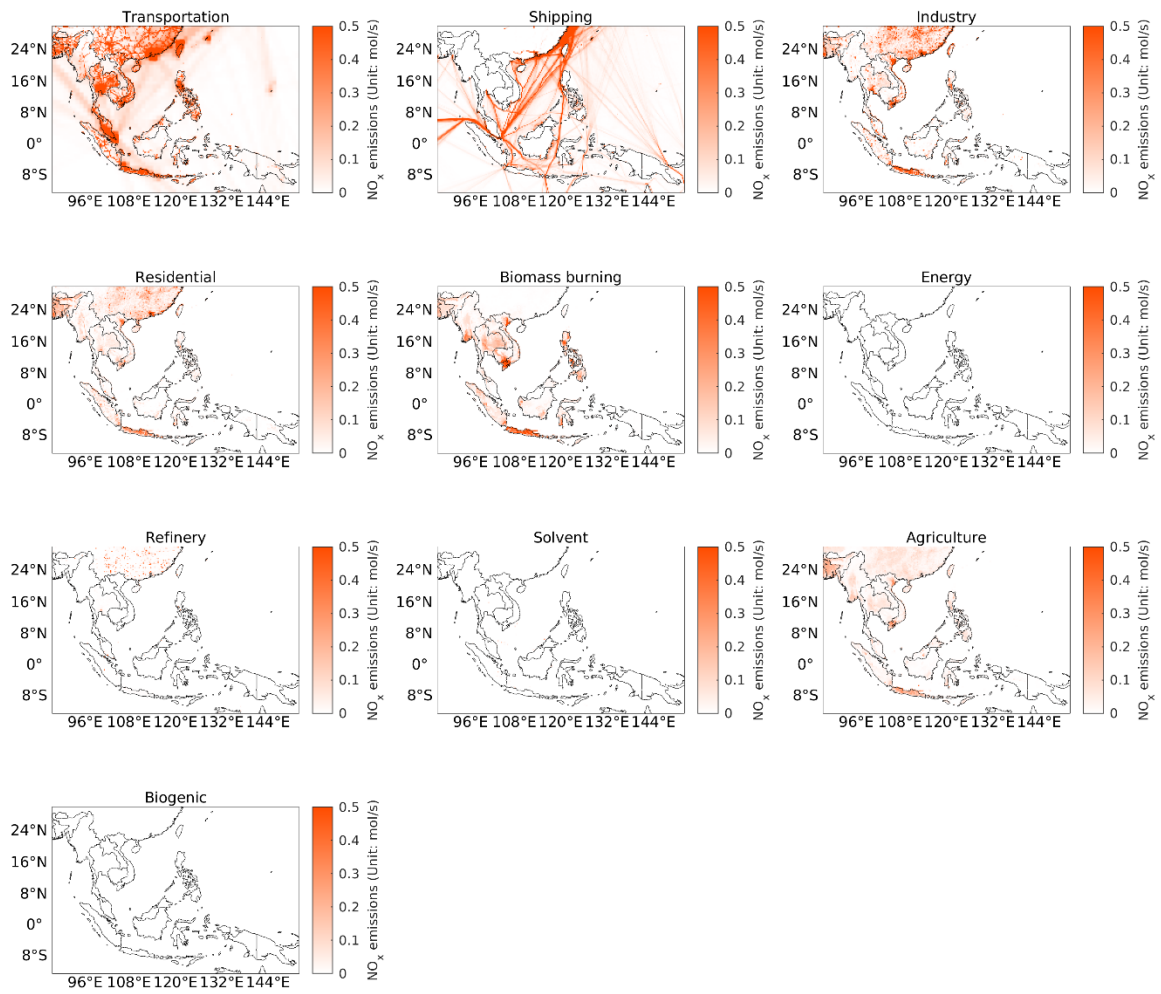 Transportation
24°N
16°N
8°N
0°
8°S
96°E 108°E 120°E 132°E 144°E
0.5
0.4
0.3
0.2
0.1
0
NOx emissions (Unit: mol/s)
Shipping
24°N
16°N
8°N
0°
8°S
96°E 108°E 120°E 132°E 144°E
0.5
0.4
0.3
0.2
0.1
0
NOx emissions (Unit: mol/s)
Industry
24°N
16°N
8°N
0°
8°S
96°E 108°E 120°E 132°E 144°E
0.5
0.4
0.3
0.2
0.1
0
NOx emissions (Unit: mol/s)
Residential
24°N
16°N
8°N
0°
8°S
96°E 108°E 120°E 132°E 144°E
0.5
0.4
0.3
0.2
0.1
0
NOx emissions (Unit: mol/s)
Biomass burning
24°N
16°N
8°N
0°
8°S
96°E 108°E 120°E 132°E 144°E
0.5
0.4
0.3
0.2
0.1
0
NOx emissions (Unit: mol/s)
Energy
24°N
16°N
8°N
0°
8°S
96°E 108°E 120°E 132°E 144°E
0.5
0.4
0.3
0.2
0.1
0
NOx emissions (Unit: mol/s)
Refinery
24°N
16°N
8°N
0°
8°S
96°E 108°E 120°E 132°E 144°E
0.5
0.4
0.3
0.2
0.1
0
NOx emissions (Unit: mol/s)
Solvent
24°N
16°N
8°N
0°
8°S
96°E 108°E 120°E 132°E 144°E
0.5
0.4
0.3
0.2
0.1
0
NOx emissions (Unit: mol/s)
Agriculture
24°N
16°N
8°N
0°
8°S
96°E 108°E 120°E 132°E 144°E
0.5
0.4
0.3
0.2
0.1
0
NOx emissions (Unit: mol/s)
Biogenic
24°N
16°N
8°N
0°
8°S
96°E 108°E 120°E 132°E 144°E
0.5
0.4
0.3
0.2
0.1
0
NOx emissions (Unit: mol/s)